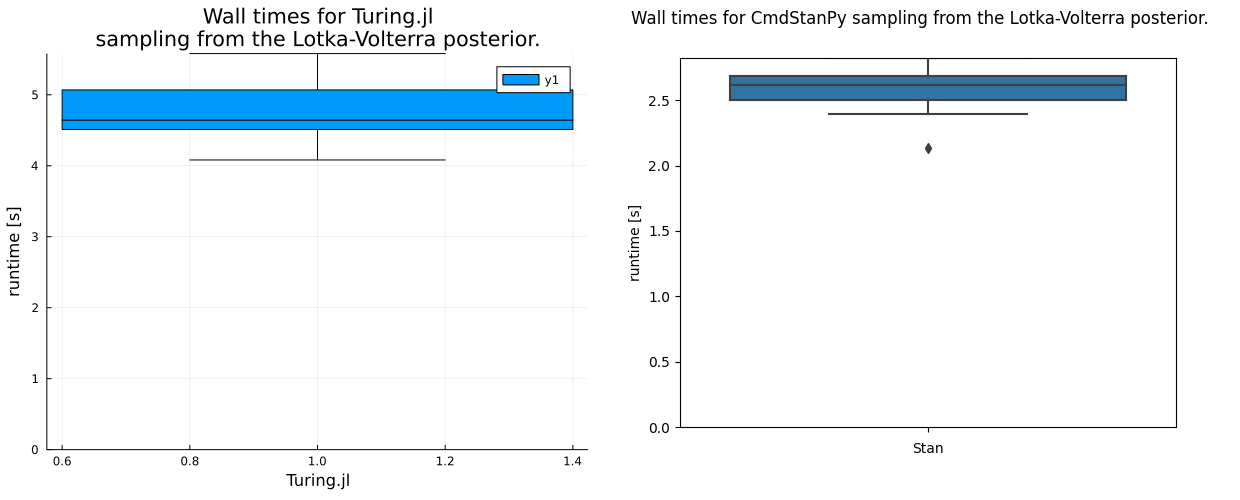 Wall times for Turing.jl
sampling from the Lotka-Volterra posterior.
y1
5
4
3
2
1
0
runtime [s]
0.6 0.8 1.0 1.2 1.4
Turing.jl
Wall times for CmdStanPy sampling from the Lotka-Volterra posterior.
2.5
2.0
1.5
1.0
0.5
0.0
runtime [s]
Stan